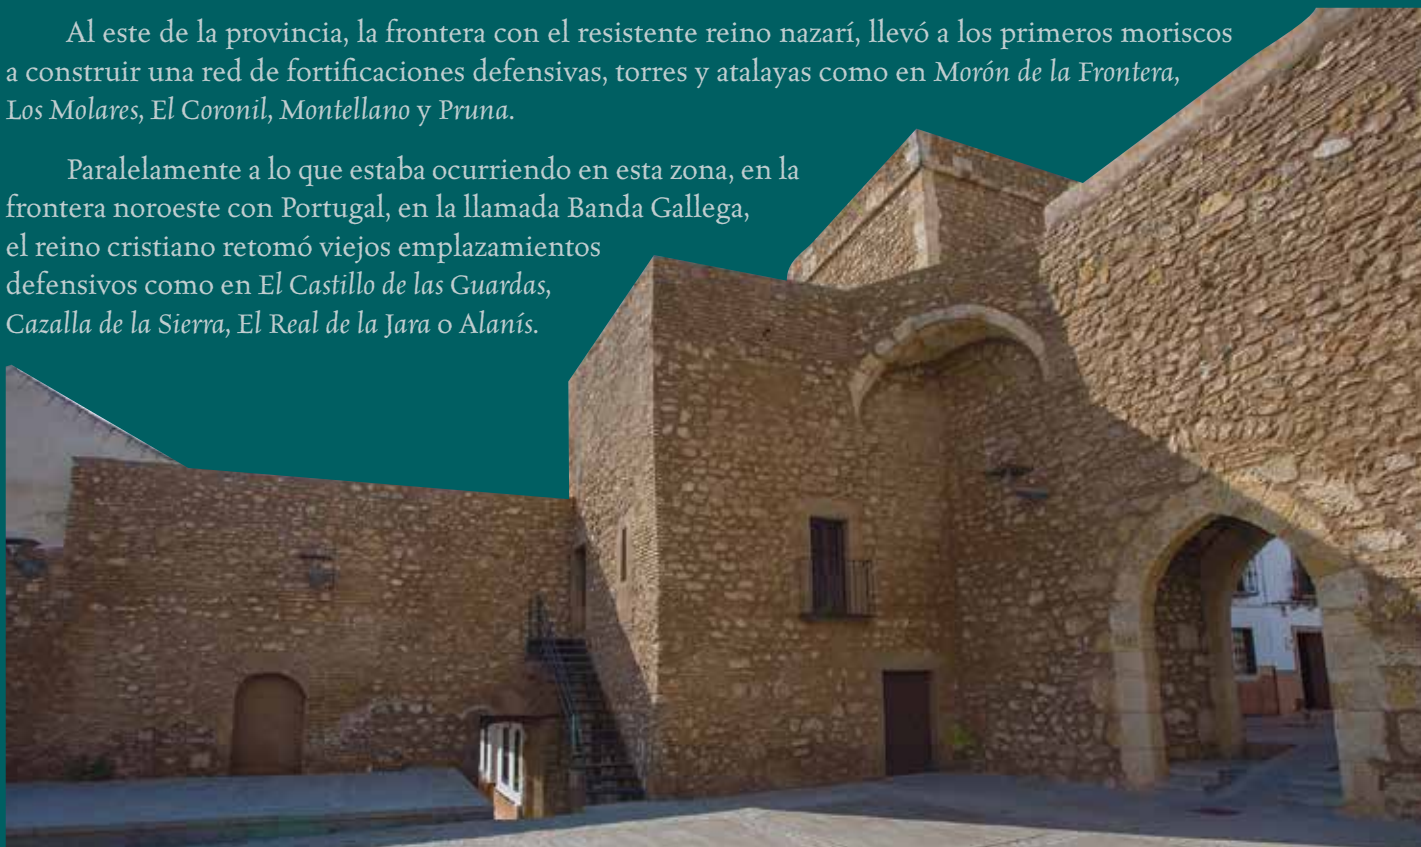 Al este de la provincia, la frontera con el resistente reino nazarí, llevó a los primeros moriscos
a construir una red de fortificaciones defensivas, torres y atalayas como en Morón de la Frontera,
Los Molares, El Coronil, Montellano y Pruna.
Paralelamente a lo que estaba ocurriendo en esta zona, en la
frontera noroeste con Portugal, en la llamada Banda Gallega,
el reino cristiano retomó viejos emplazamientos
defensivos como en El Castillo de las Guardas,
Cazalla de la Sierra, El Real de la Jara o Alanís.